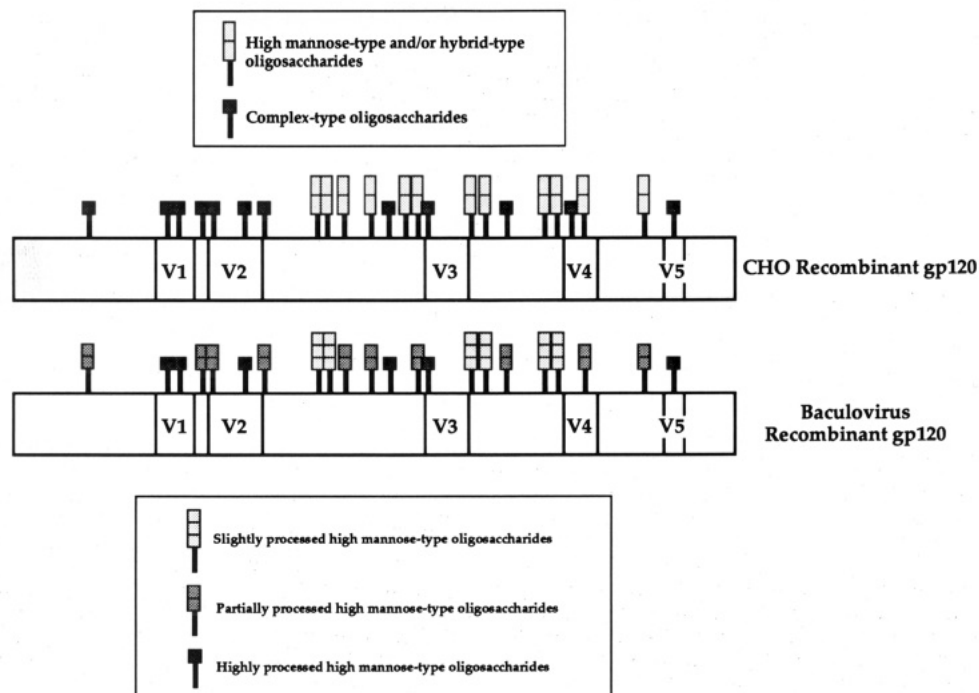 High mannose-type and/or hybrid-type
oligosaccharides
Complex-type oligosaccharides
V1
V2
V3
V4
V5
CHO Recombinant gp120
V1
V2
V3
V4
V5
Baculovirus
Recombinant gp120
Slightly processed high mannose-type oligosaccharides
Partially processed high mannose-type oligosaccharides
Highly processed high mannose-type oligosaccharides